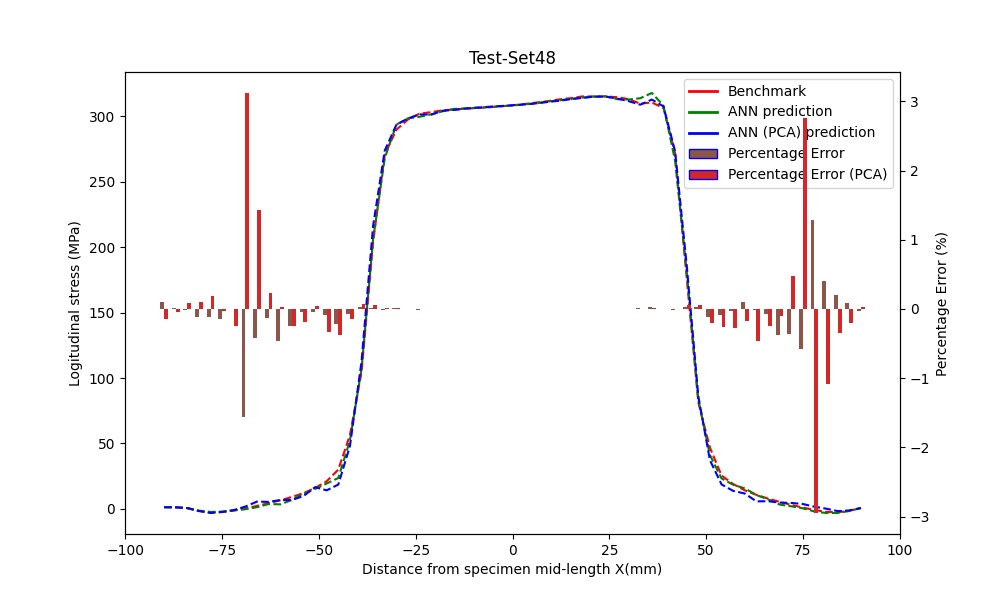 Test-Set48
Benchmark
ANN prediction
ANN (PCA) prediction
Percentage Error
Percentage Error (PCA)
300
250
200
150
100
50
0
Logitudinal stress (MPa)
3
2
1
0
−1
−2
−3
Percentage Error (%)
−100 −75 −50 −25 0 25 50 75 100
Distance from specimen mid-length X(mm)